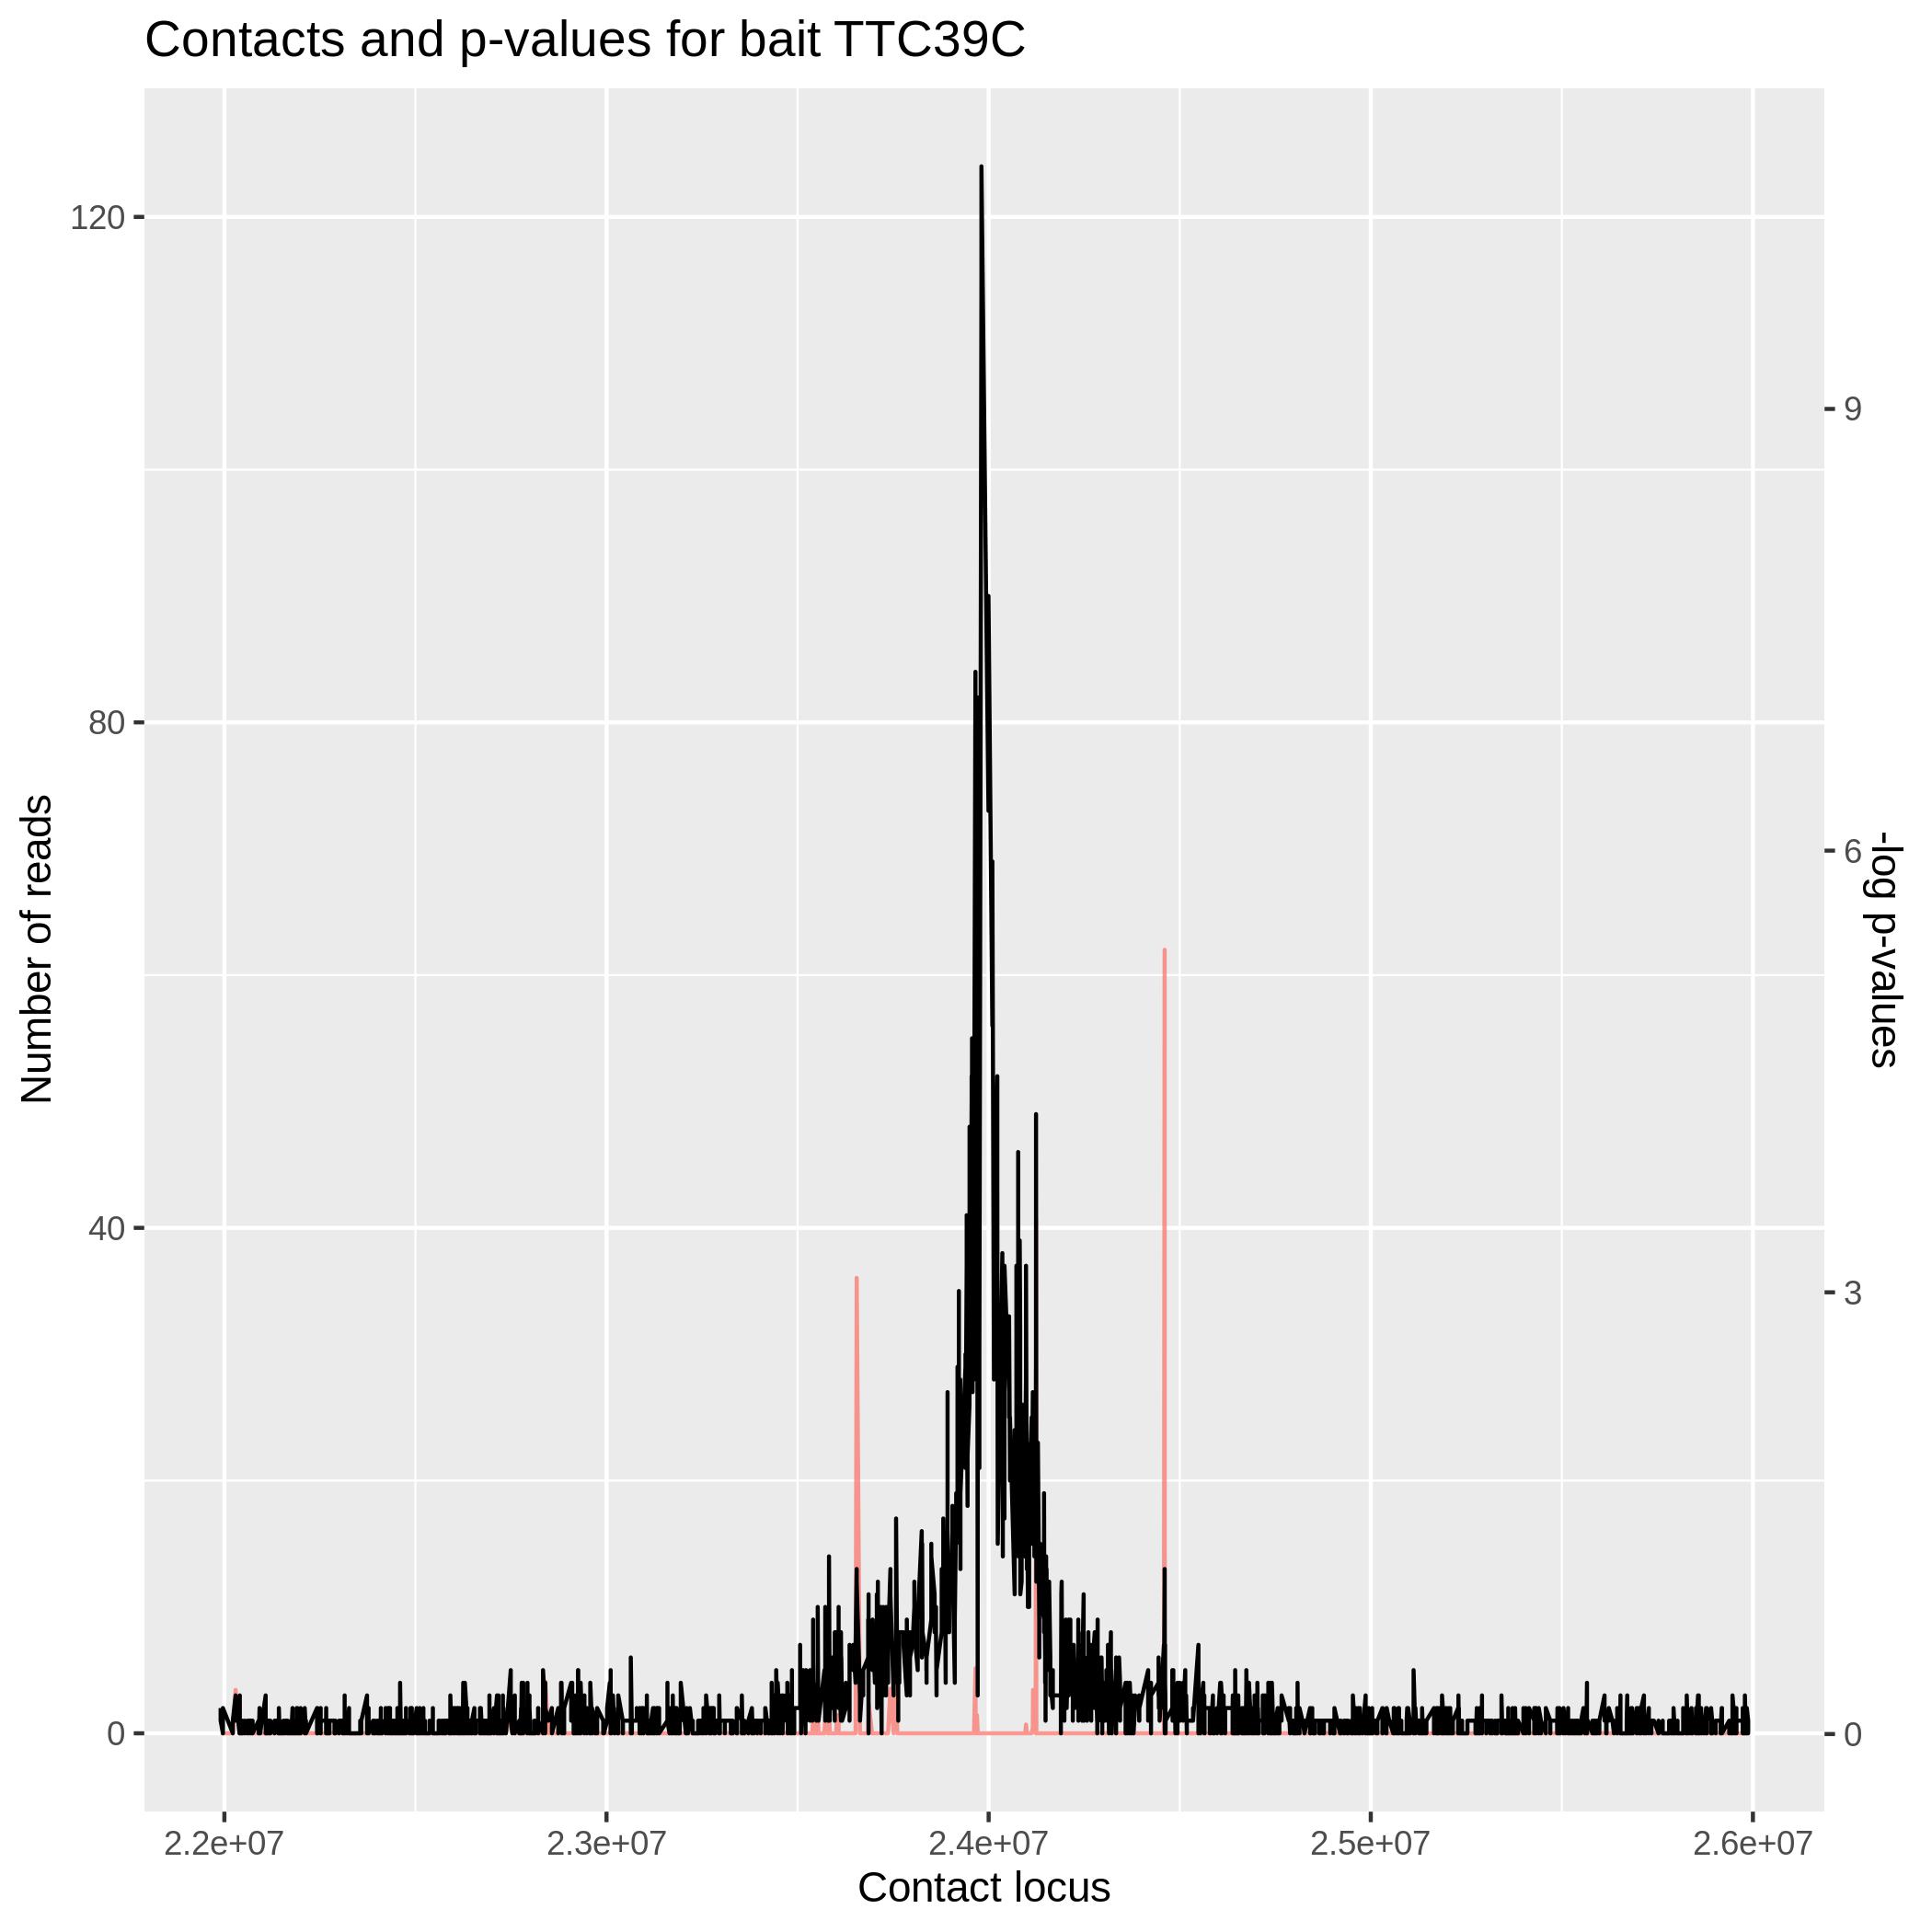 Contacts and p-values for bait TTC39C
120
80
40
0
Number of reads
9
6
3
0
-log p-values
2.2e+07 2.3e+07 2.4e+07 2.5e+07 2.6e+07
Contact locus